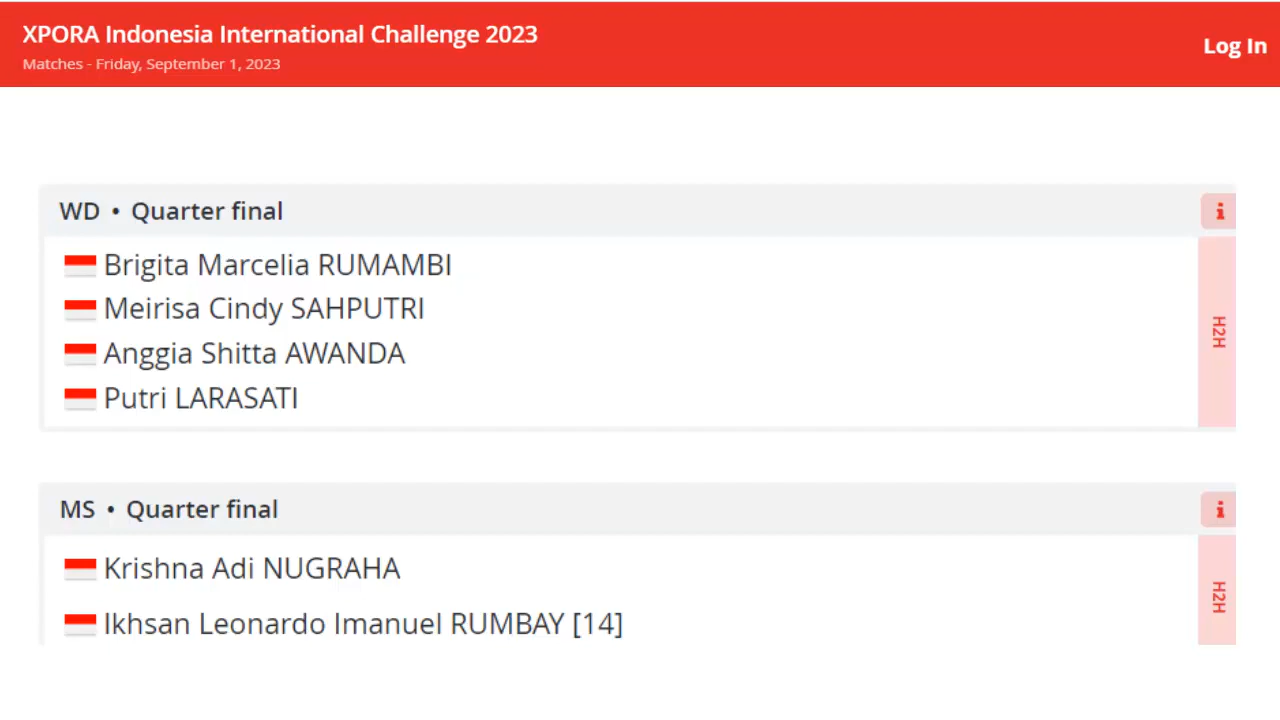 XPORA Indonesia International Challenge 2023
Matches - Friday, September 1, 2023
Log In
WD • Quarter final
i
Brigita Marcelia RUMAMBI
Meirisa Cindy SAHPUTRI
Anggia Shitta AWANDA
Putri LARASATI
H2H
MS • Quarter final
i
Krishna Adi NUGRAHA
Ikhsan Leonardo Imanuel RUMBAY [14]
H2H